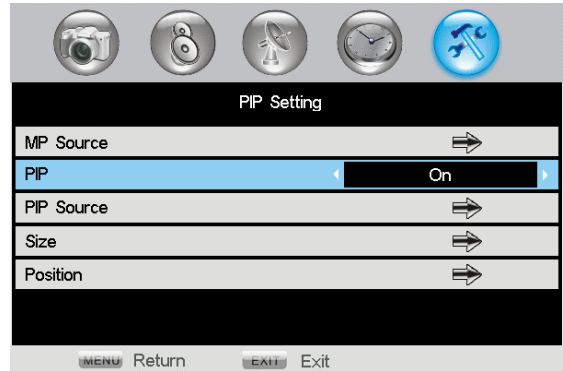 PIP Setting
MP Source
PIP On
PIP Source
Size
Position
MENU Return EXIT Exit